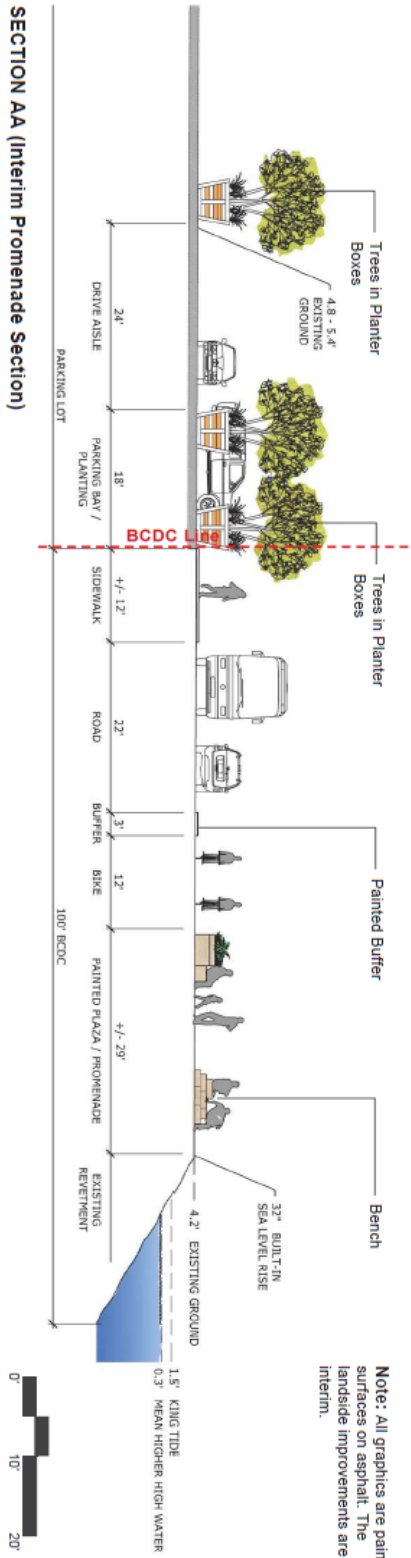 Trees in Planter
Boxes
Trees in Planter
Boxes
Painted Buffer
Bench
Note: All graphics are pain
surfaces on asphalt. The
landside improvements are
interim.
4.8 - 5.4'
EXISTING
GROUND
32" BUILT-IN
SEA LEVEL RISE
4.2' EXISTING GROUND
1.5' KING TIDE
0.3' MEAN HIGHER HIGH WATER
BCDC Line
24'
DRIVE AISLE
18'
PARKING BAY /
PLANTING
+/- 12'
SIDEWALK
22'
ROAD
3'
BUFFER
12'
BIKE
+/- 29'
PAINTED PLAZA / PROMENADE
EXISTING
REVETMENT
PARKING LOT
100' BCDC
0'
10'
20'
SECTION AA (Interim Promenade Section)